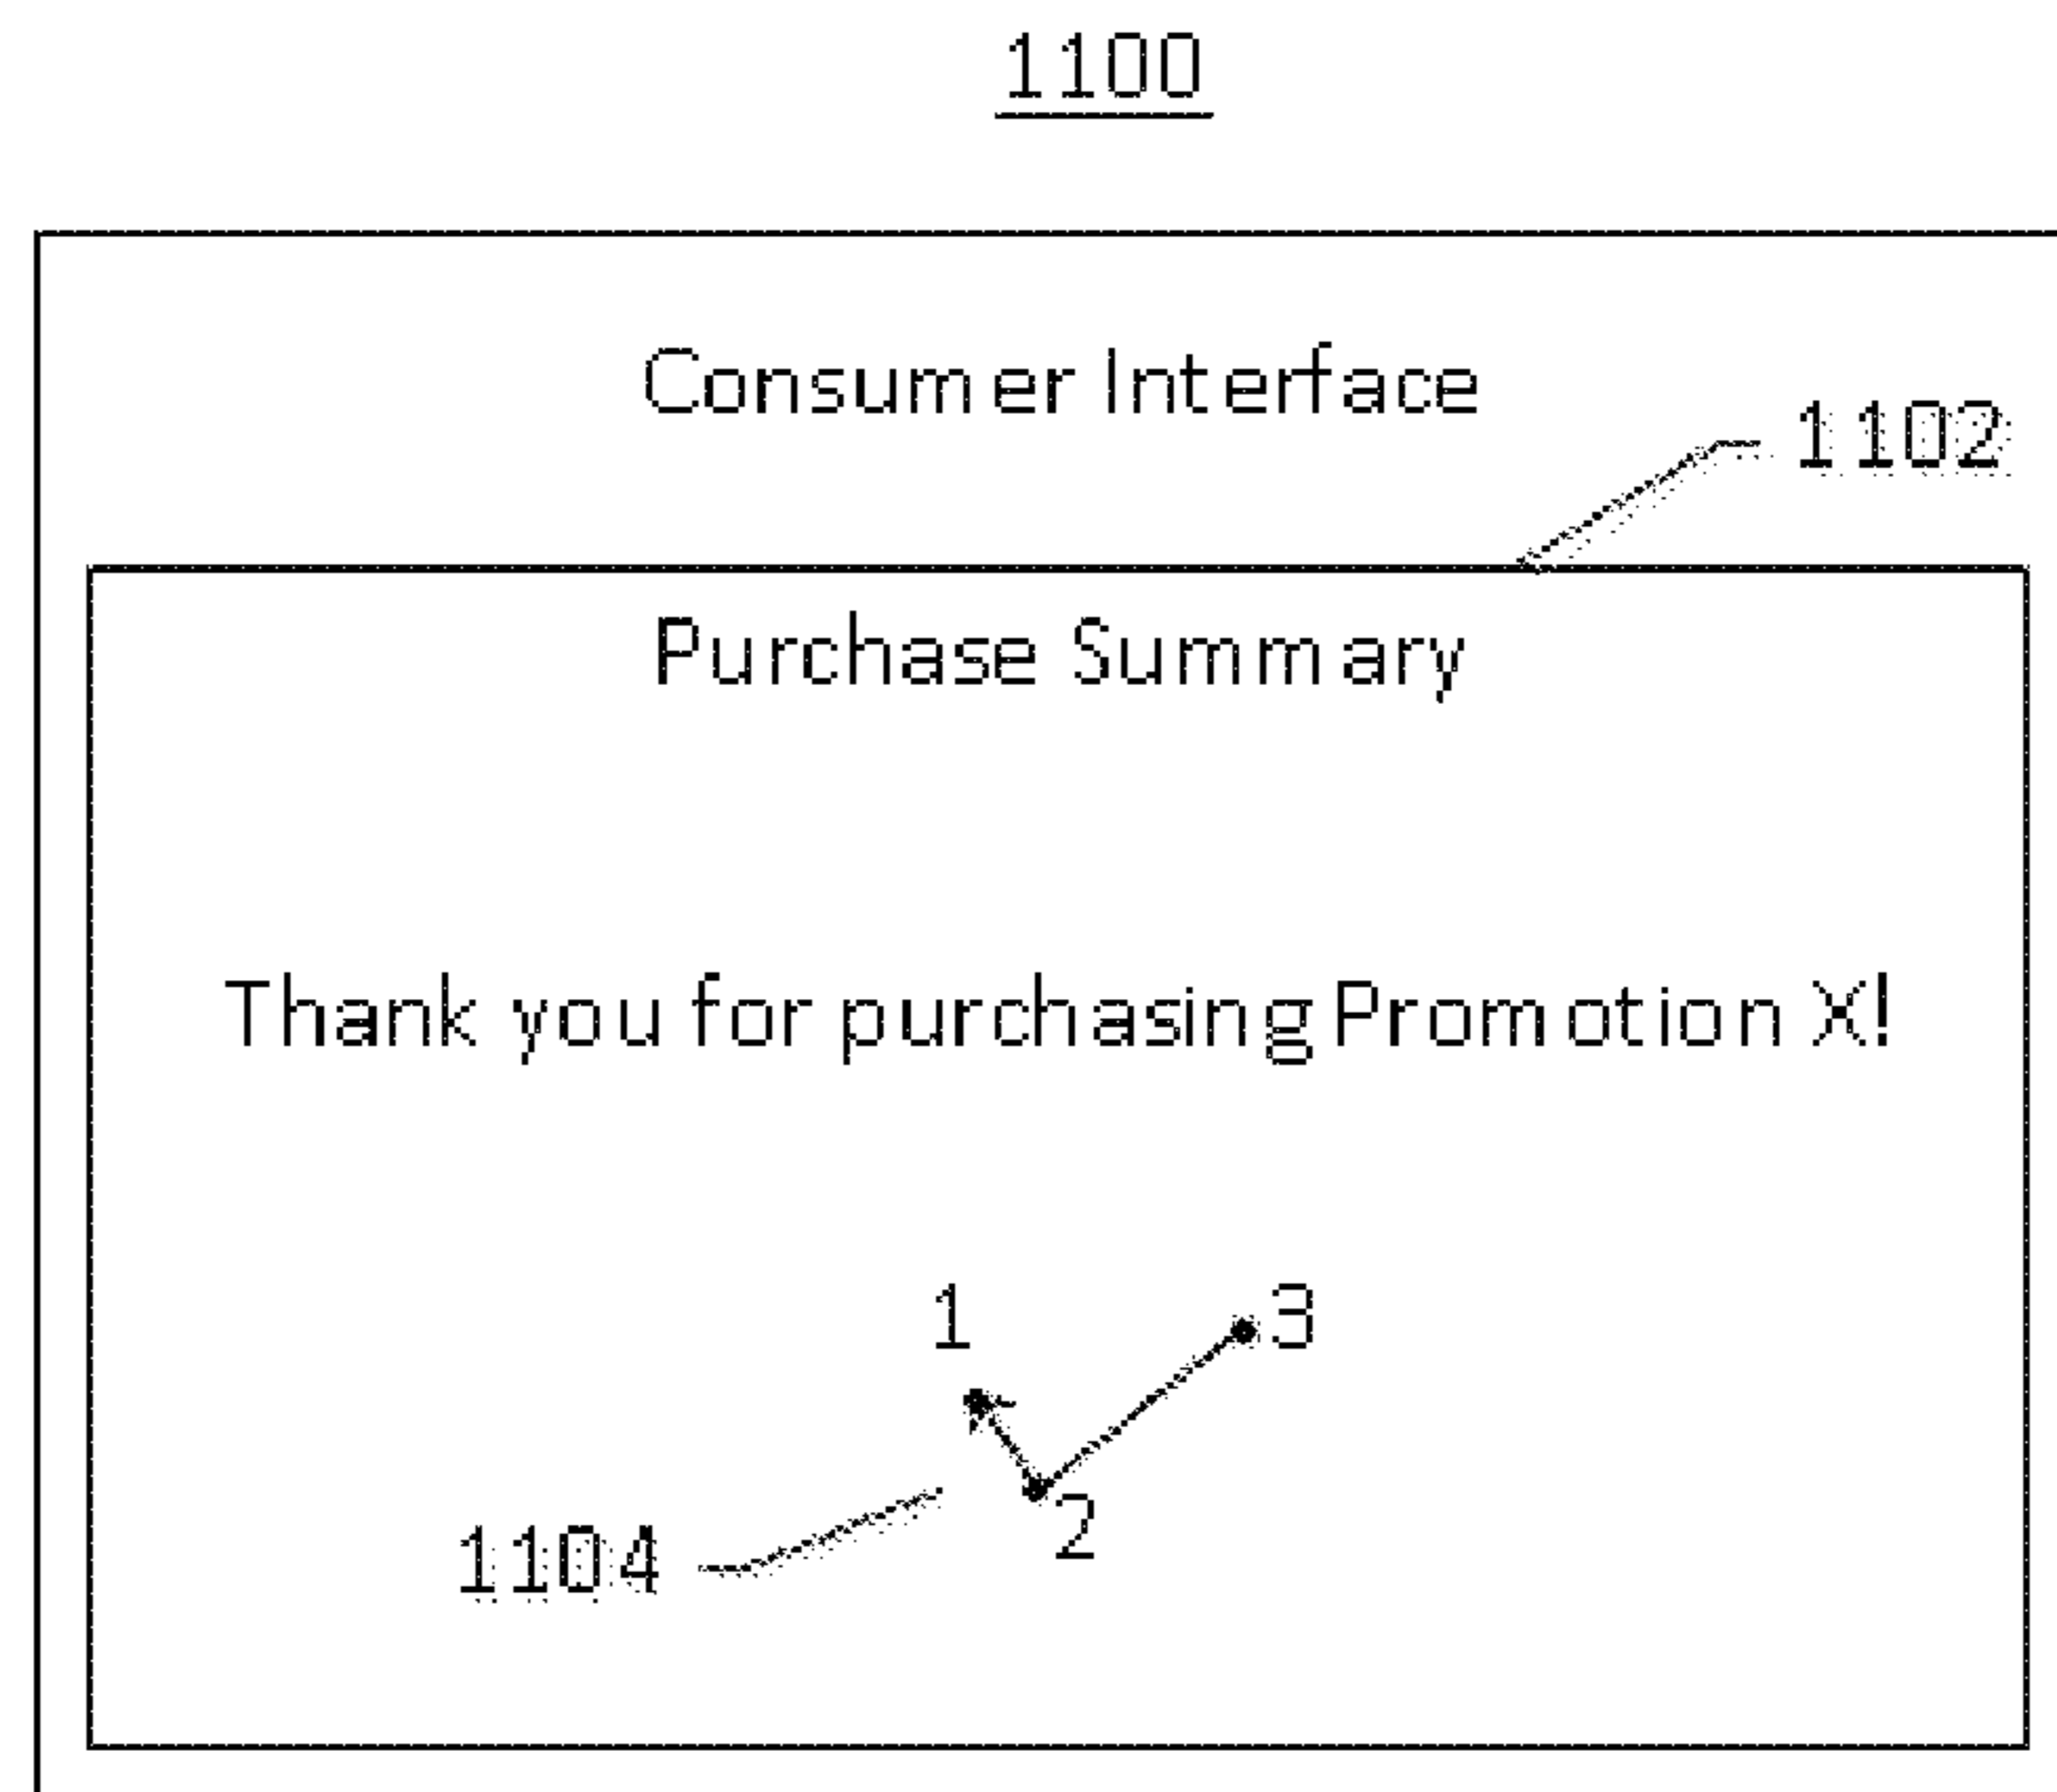 1100
Consumer Interface
1102
Purchase Summary
Thank you for purchasing Promotion X!
1
3
2
1104